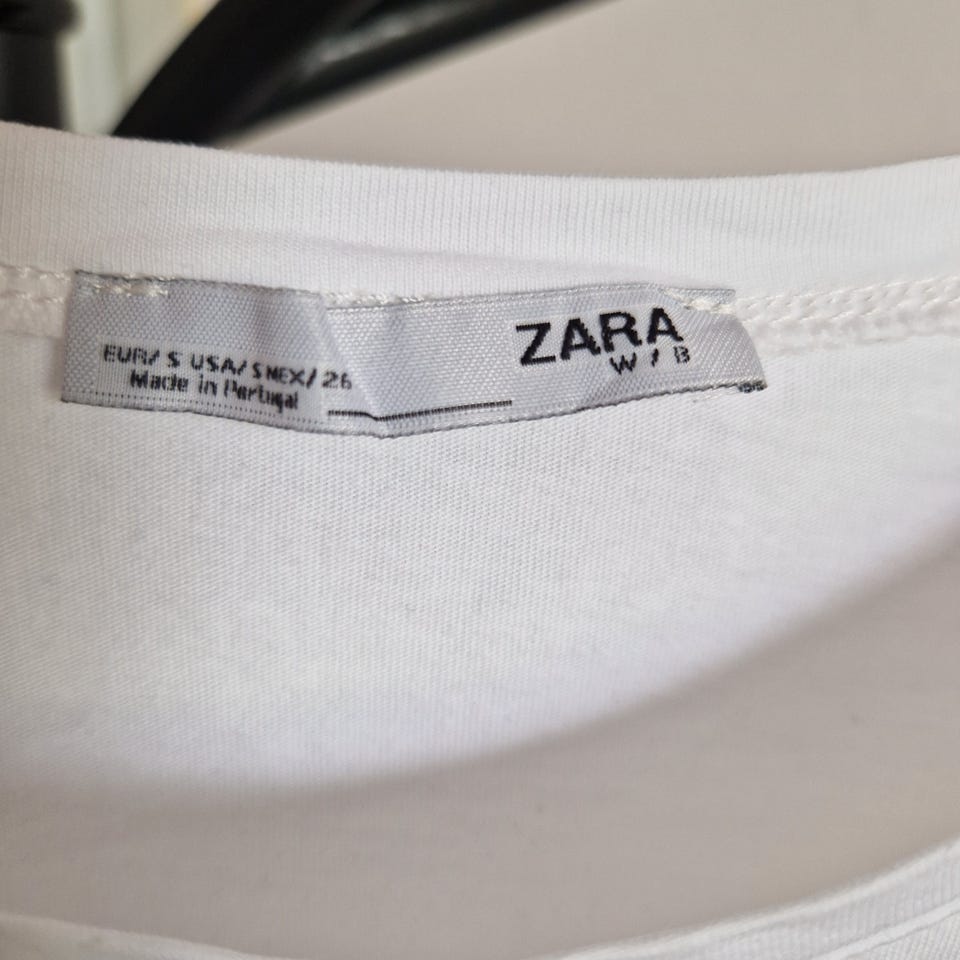 EUR/ S USA/ S MEX/ 26
Made in Portugal
ZARA
W / B